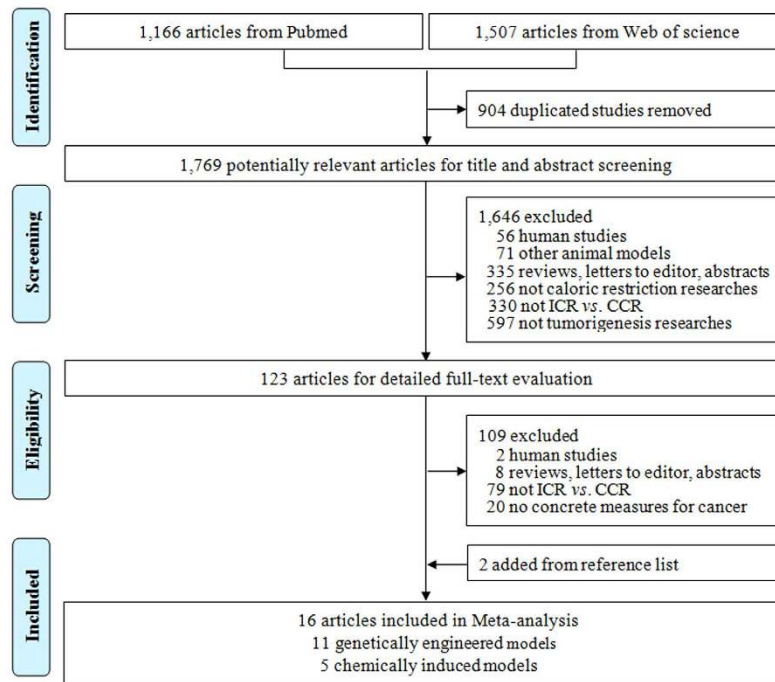 Identification
1,166 articles from Pubmed
1,507 articles from Web of science
904 duplicated studies removed
1,769 potentially relevant articles for title and abstract screening
Screening
1,646 excluded
56 human studies
71 other animal models
335 reviews, letters to editor, abstracts
256 not caloric restriction researches
330 not ICR vs. CCR
597 not tumorigenesis researches
123 articles for detailed full-text evaluation
Eligibility
109 excluded
2 human studies
8 reviews, letters to editor, abstracts
79 not ICR vs. CCR
20 no concrete measures for cancer
2 added from reference list
Included
16 articles included in Meta-analysis
11 genetically engineered models
5 chemically induced models